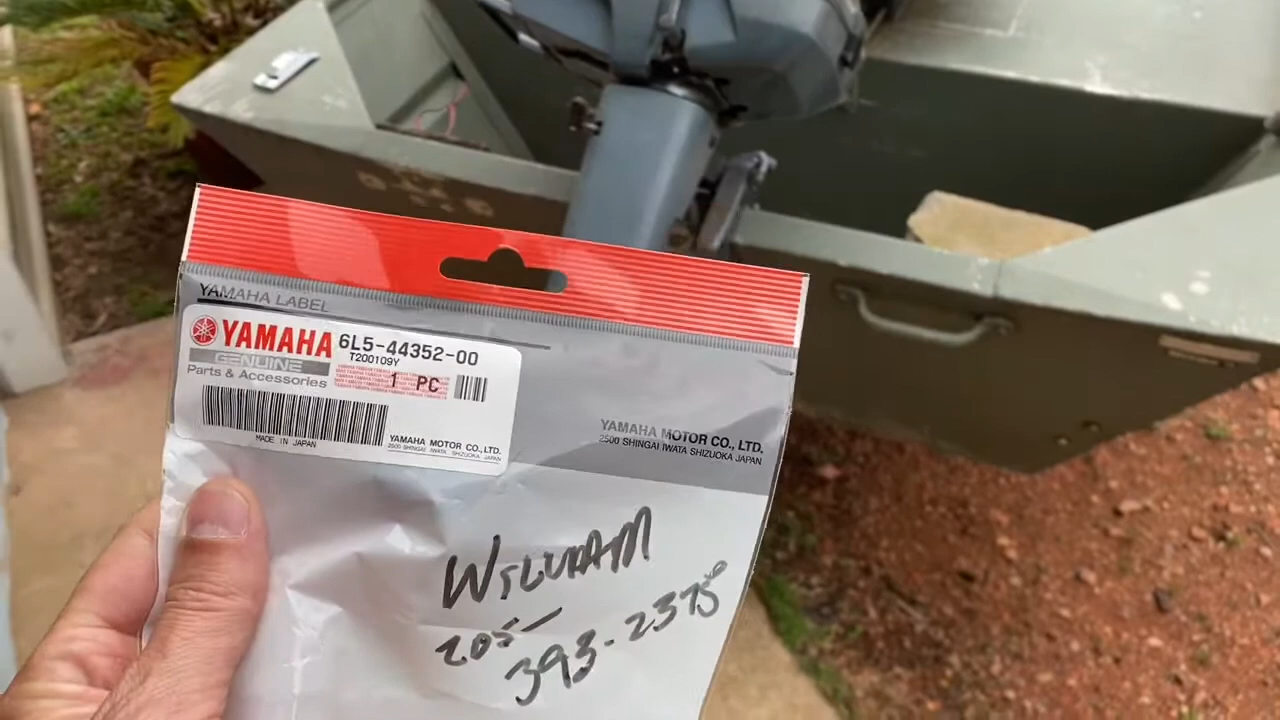 YAMAHA LABEL
YAMAHA 6L5-44352-00
T200109Y
GENUINE
1 PC
Parts & Accessories
MADE IN JAPAN
YAMAHA MOTOR CO., LTD.
2500 SHINGAI IWATA SHIZUOKA JAPAN
YAMAHA MOTOR CO., LTD.
2500 SHINGAI IWATA SHIZUOKA JAPAN
WILLIAM
205-
393-2375